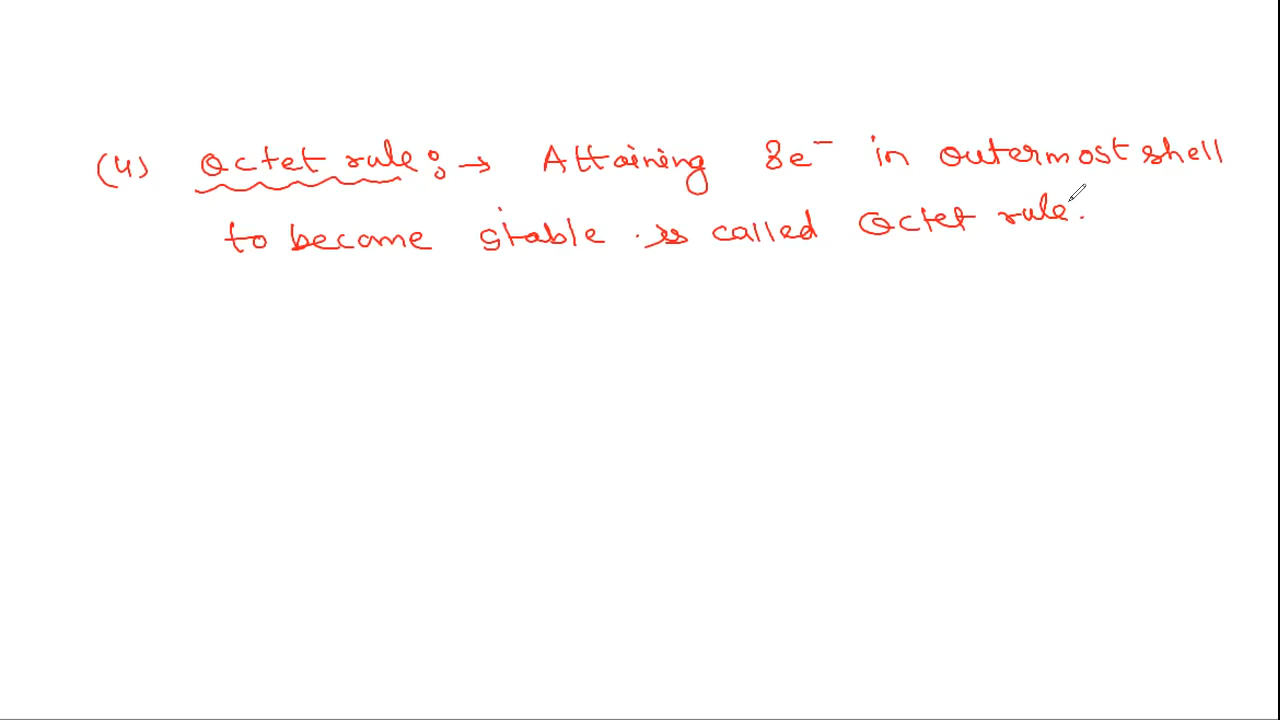 (4) Octet rule :→ Attaining 8e⁻ in outermost shell
to become stable is called Octet rule.